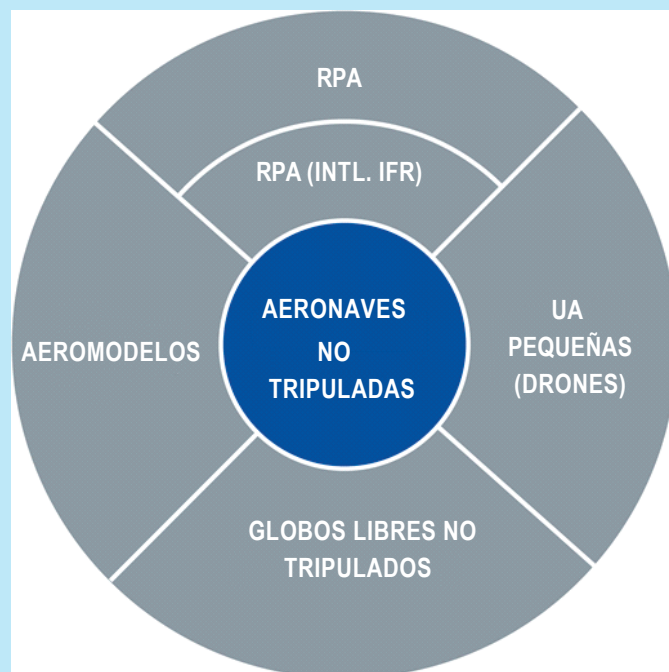 RPA
RPA (INTL. IFR)
AERONAVES
NO
TRIPULADAS
AEROMODELOS
UA
PEQUEÑAS
(DRONES)
GLOBOS LIBRES NO
TRIPULADOS